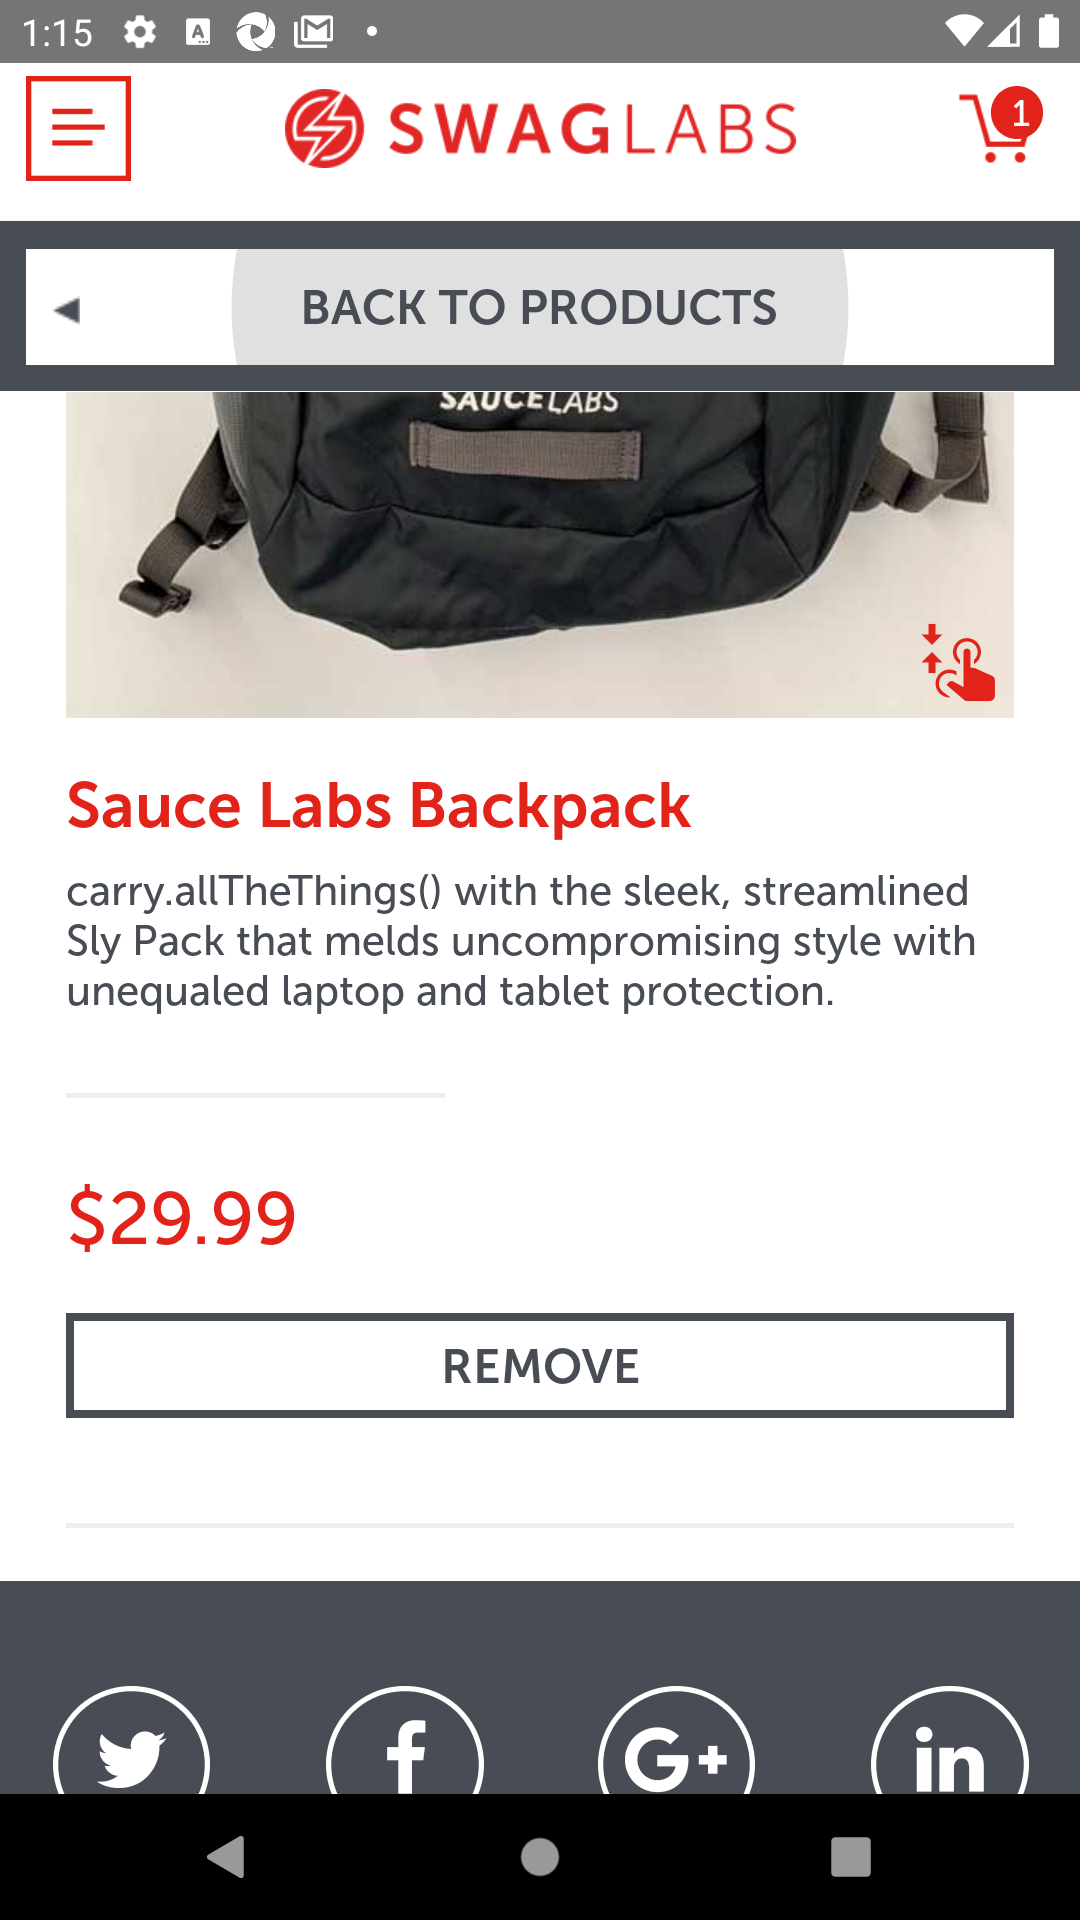 1:15
SWAGLABS
1
BACK TO PRODUCTS
SAUCELABS
Sauce Labs Backpack
carry.allTheThings() with the sleek, streamlined
Sly Pack that melds uncompromising style with
unequaled laptop and tablet protection.
$29.99
REMOVE